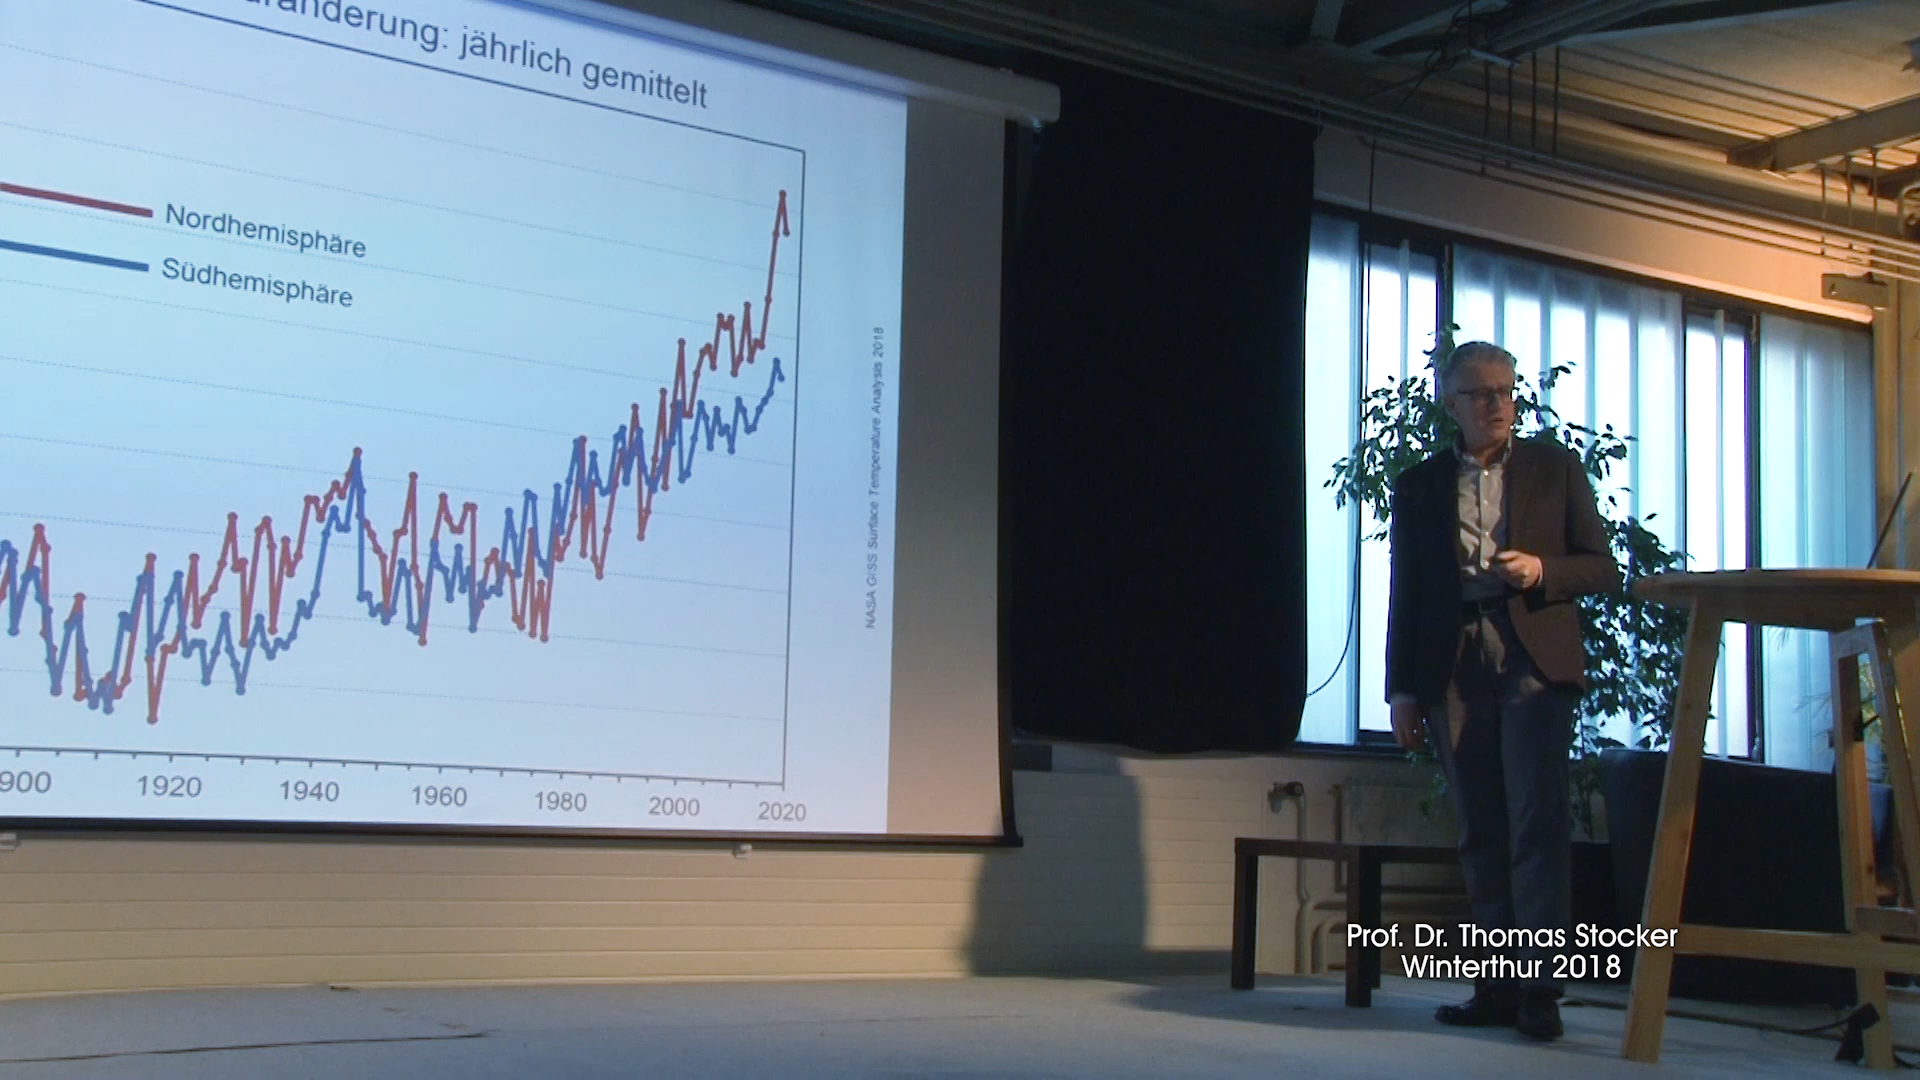 änderung: jährlich gemittelt
Nordhemisphäre
Südhemisphäre
NASA GISS Surface Temperature Analysis 2018
900 1920 1940 1960 1980 2000 2020
Prof. Dr. Thomas Stocker
Winterthur 2018